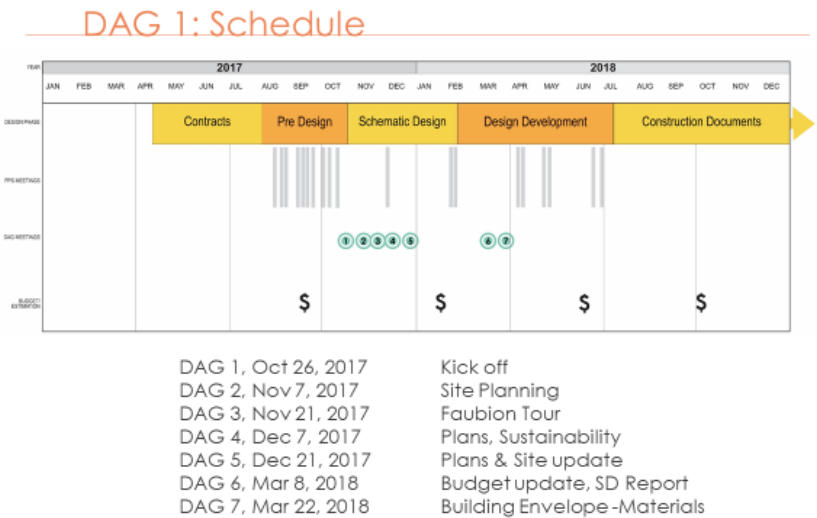 DAG 1: Schedule
YEAR 2017 2018
JAN FEB MAR APR MAY JUN JUL AUG SEP OCT NOV DEC JAN FEB MAR APR MAY JUN JUL AUG SEP OCT NOV DEC
DESIGN PHASE Contracts Pre Design Schematic Design Design Development Construction Documents
PPS MEETINGS
DAG MEETINGS 1 2 3 4 5 6 7
BUDGET/
ESTIMATION $ $ $ $
DAG 1, Oct 26, 2017 Kick off
DAG 2, Nov 7, 2017 Site Planning
DAG 3, Nov 21, 2017 Faubion Tour
DAG 4, Dec 7, 2017 Plans, Sustainability
DAG 5, Dec 21, 2017 Plans & Site update
DAG 6, Mar 8, 2018 Budget update, SD Report
DAG 7, Mar 22, 2018 Building Envelope-Materials